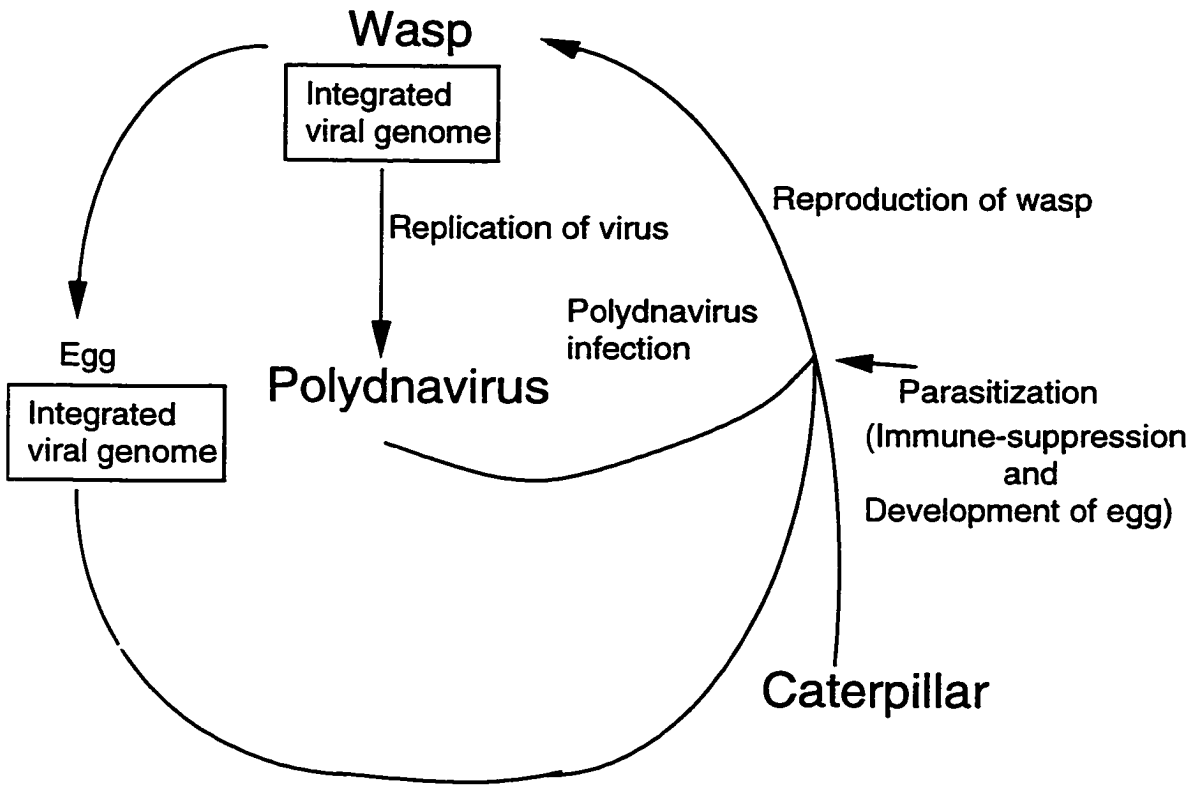 Wasp
Integrated
viral genome
Replication of virus
Reproduction of wasp
Polydnavirus
infection
Egg
Integrated
viral genome
Polydnavirus
Parasitization
(Immune-suppression
and
Development of egg)
Caterpillar